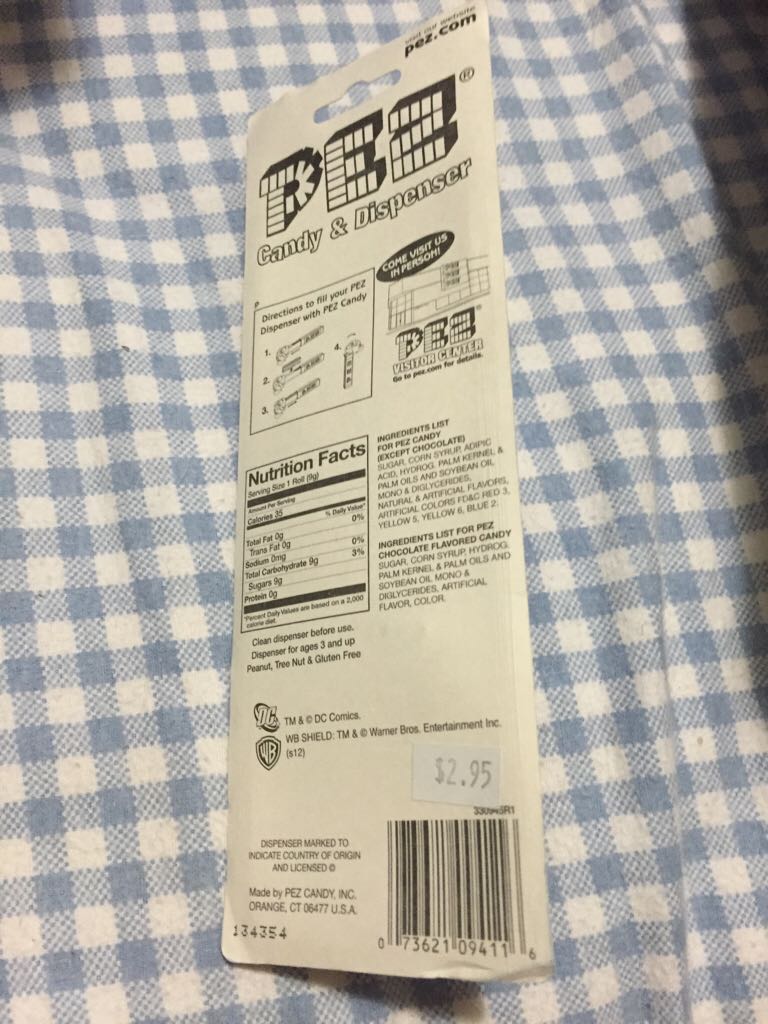 visit our website
pez.com
PEZ®
Candy & Dispenser
COME VISIT US
IN PERSON!
P
Directions to fill your PEZ
Dispenser with PEZ Candy
1.
2.
3.
4.
PEZ®
VISITOR CENTER
Go to pez.com for details.
Nutrition Facts
Serving Size 1 Roll (9g)
Amount Per Serving
Calories 35
% Daily Value*
Total Fat 0g 0%
Trans Fat 0g
Sodium 0mg 0%
Total Carbohydrate 9g 3%
Sugars 9g
Protein 0g
*Percent Daily Values are based on a 2,000
calorie diet.
INGREDIENTS LIST
FOR PEZ CANDY
(EXCEPT CHOCOLATE)
SUGAR, CORN SYRUP, ADIPIC
ACID, HYDROG. PALM KERNEL &
PALM OILS AND SOYBEAN OIL
MONO & DIGLYCERIDES,
NATURAL & ARTIFICIAL FLAVORS,
ARTIFICIAL COLORS FD&C RED 3,
YELLOW 5, YELLOW 6, BLUE 2.
INGREDIENTS LIST FOR PEZ
CHOCOLATE FLAVORED CANDY
SUGAR, CORN SYRUP, HYDROG.
PALM KERNEL & PALM OILS AND
SOYBEAN OIL MONO &
DIGLYCERIDES, ARTIFICIAL
FLAVOR, COLOR.
Clean dispenser before use.
Dispenser for ages 3 and up
Peanut, Tree Nut & Gluten Free
DC TM & © DC Comics.
WB WB SHIELD: TM & © Warner Bros. Entertainment Inc.
(s12)
$2.95
DISPENSER MARKED TO
INDICATE COUNTRY OF ORIGIN
AND LICENSED ©
Made by PEZ CANDY, INC.
ORANGE, CT 06477 U.S.A.
134354
0 73621 09411 6